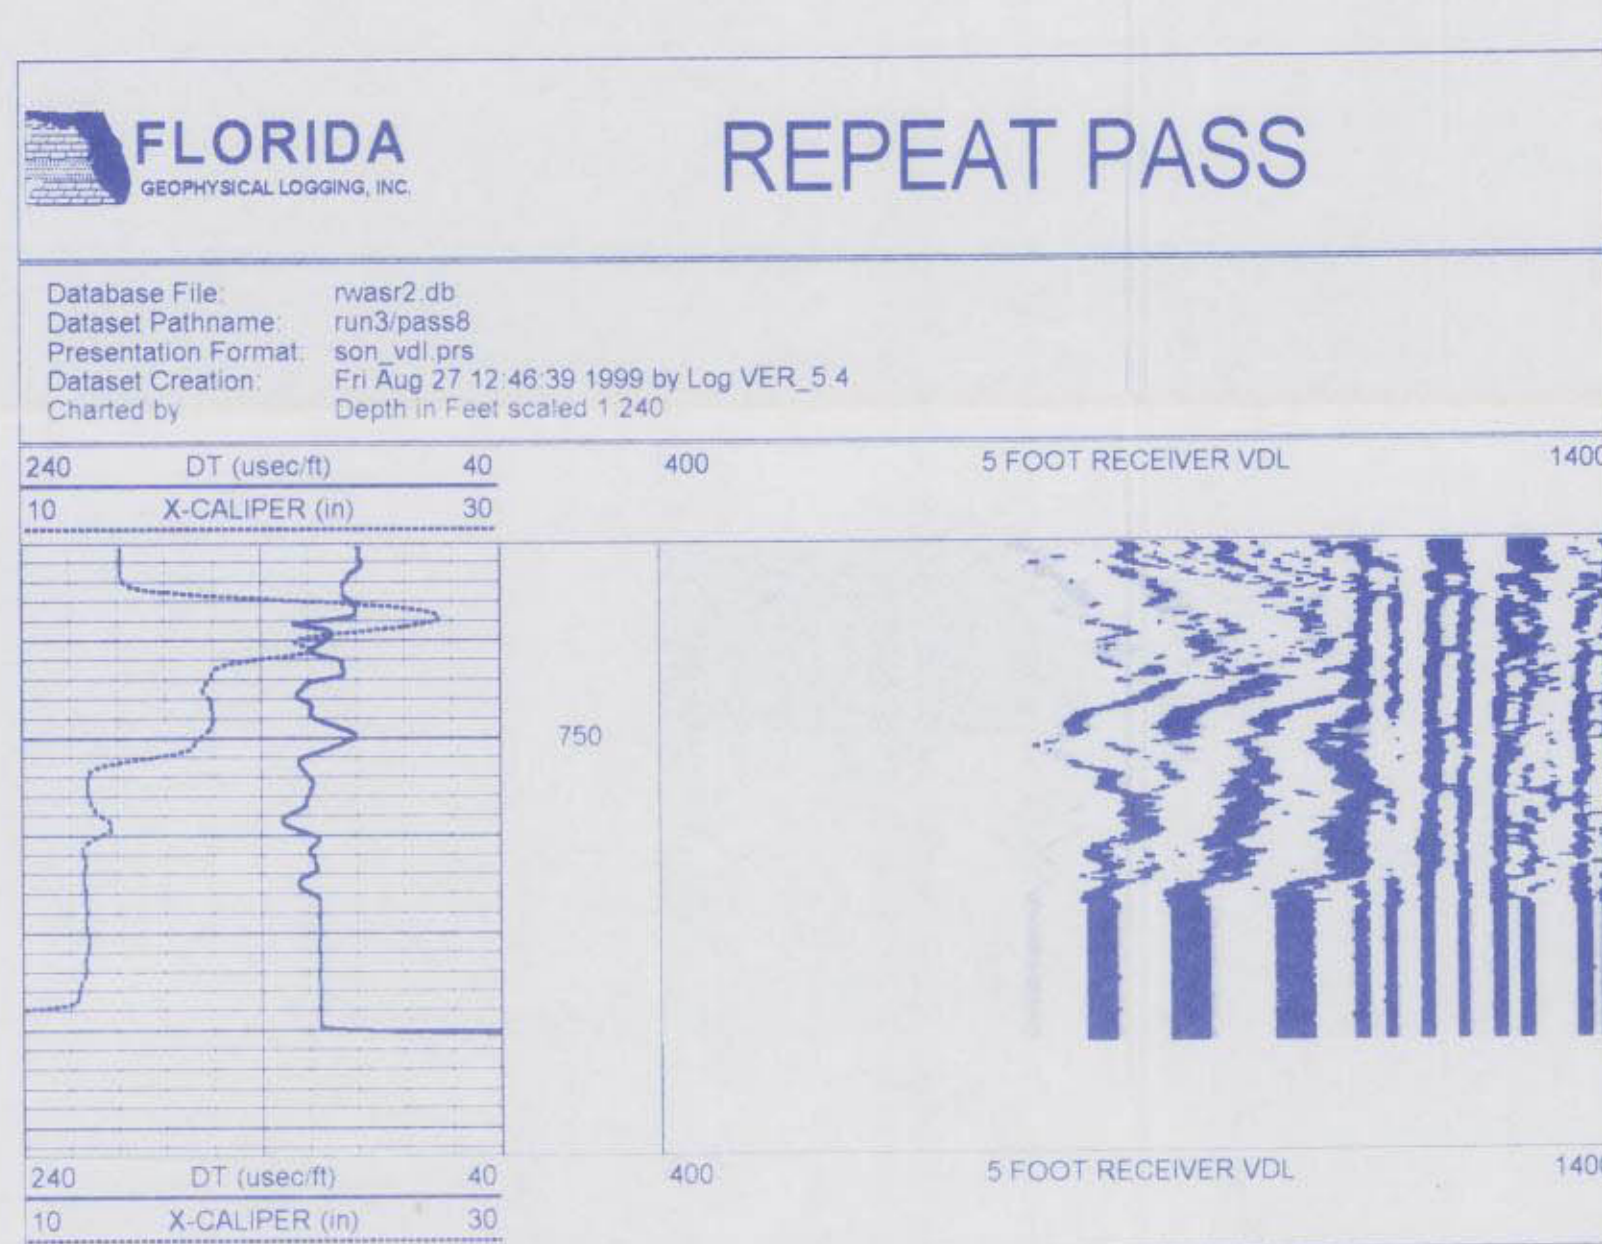 FLORIDA
GEOPHYSICAL LOGGING, INC.
REPEAT PASS
Database File: rwasr2.db
Dataset Pathname: run3/pass8
Presentation Format: son_vdl.prs
Dataset Creation: Fri Aug 27 12:46:39 1999 by Log VER_5.4
Charted by Depth in Feet scaled 1:240
240 DT (usec/ft) 40 400 5 FOOT RECEIVER VDL 1400
10 X-CALIPER (in) 30
750
240 DT (usec/ft) 40 400 5 FOOT RECEIVER VDL 1400
10 X-CALIPER (in) 30